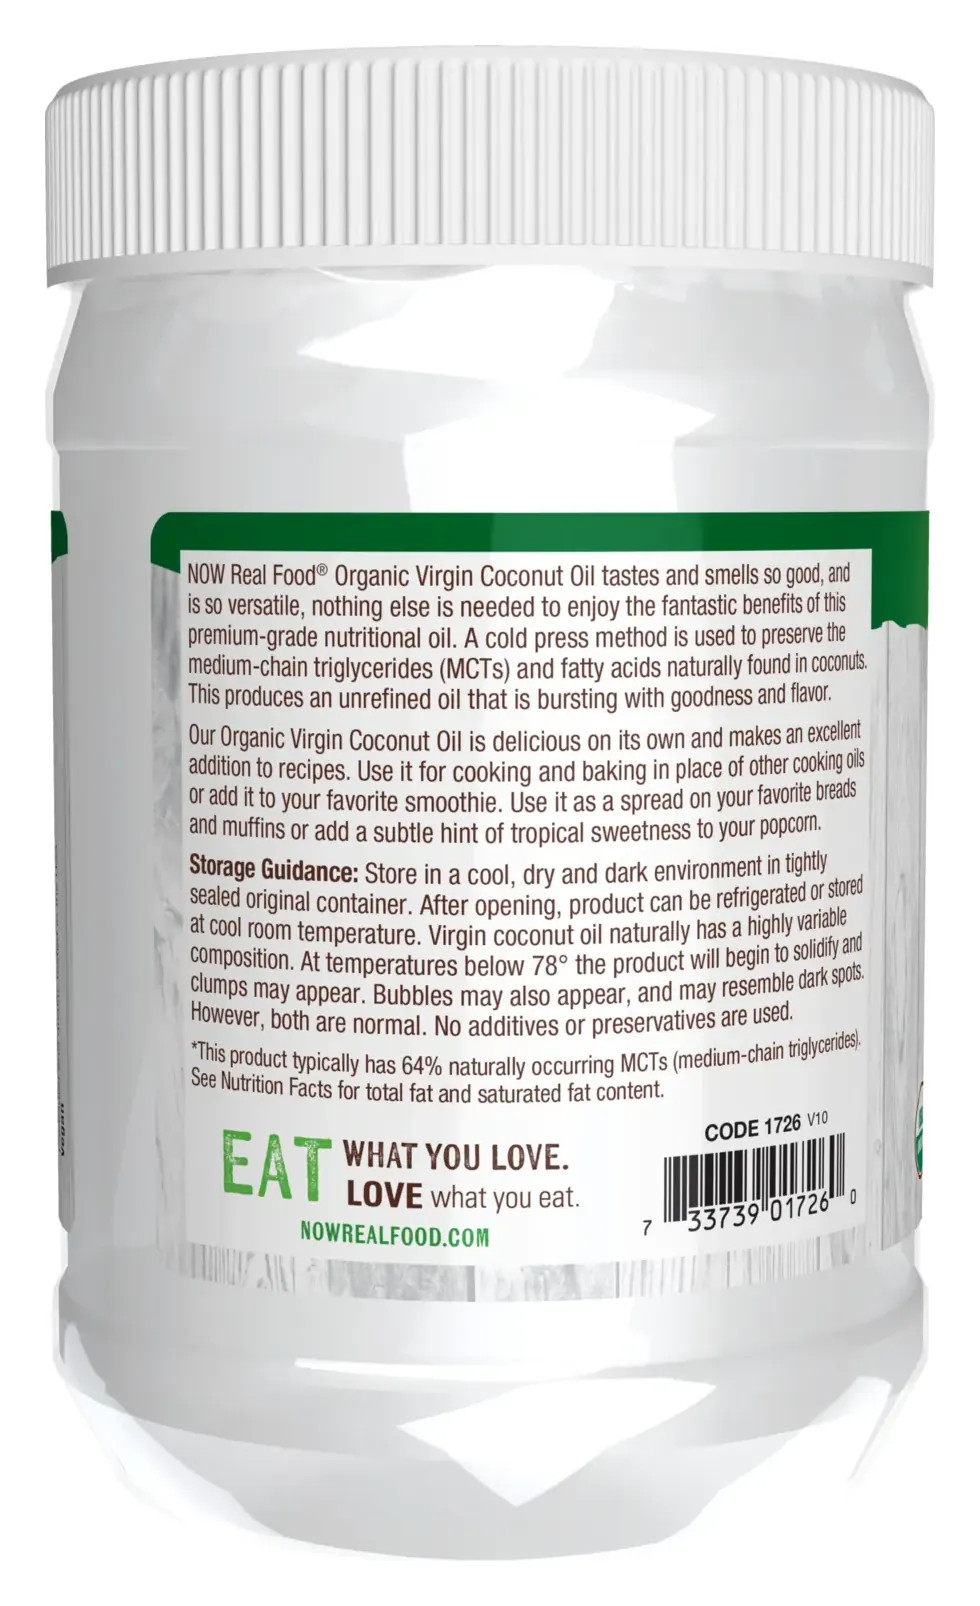 NOW Real Food® Organic Virgin Coconut Oil tastes and smells so good, and
is so versatile, nothing else is needed to enjoy the fantastic benefits of this
premium-grade nutritional oil. A cold press method is used to preserve the
medium-chain triglycerides (MCTs) and fatty acids naturally found in coconuts.
This produces an unrefined oil that is bursting with goodness and flavor.
Our Organic Virgin Coconut Oil is delicious on its own and makes an excellent
addition to recipes. Use it for cooking and baking in place of other cooking oils
or add it to your favorite smoothie. Use it as a spread on your favorite breads
and muffins or add a subtle hint of tropical sweetness to your popcorn.
Storage Guidance: Store in a cool, dry and dark environment in tightly
sealed original container. After opening, product can be refrigerated or stored
at cool room temperature. Virgin coconut oil naturally has a highly variable
composition. At temperatures below 78° the product will begin to solidify and
clumps may appear. Bubbles may also appear, and may resemble dark spots.
However, both are normal. No additives or preservatives are used.
*This product typically has 64% naturally occurring MCTs (medium-chain triglycerides).
See Nutrition Facts for total fat and saturated fat content.
EAT WHAT YOU LOVE.
LOVE what you eat.
NOWREALFOOD.COM
CODE 1726 V10
7 33739 01726 0